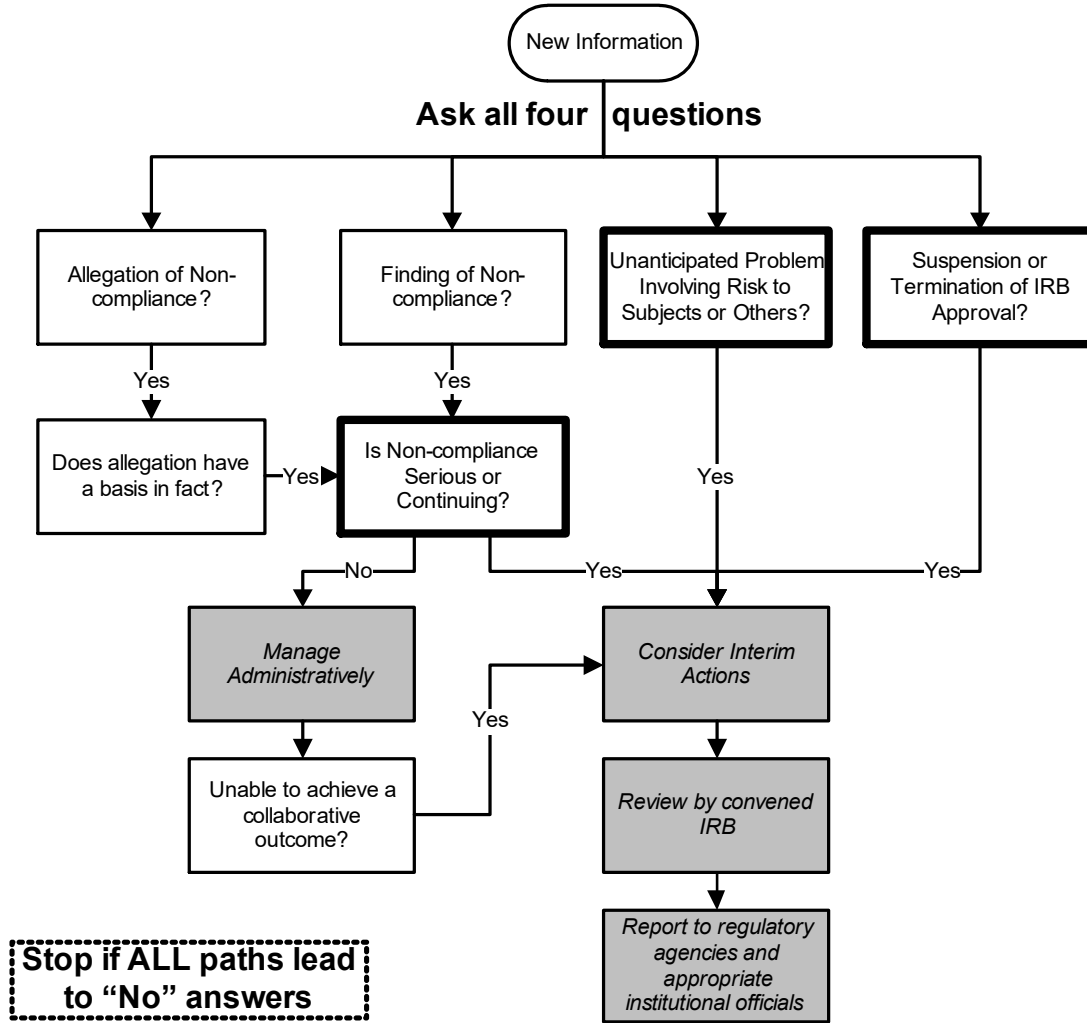 New Information
Ask all four questions
Allegation of Non-
compliance?
Finding of Non-
compliance?
Unanticipated Problem
Involving Risk to
Subjects or Others?
Suspension or
Termination of IRB
Approval?
Yes
Yes
Does allegation have
a basis in fact?
Yes
Is Non-compliance
Serious or
Continuing?
Yes
No
Yes
Yes
Manage
Administratively
Consider Interim
Actions
Yes
Unable to achieve a
collaborative
outcome?
Review by convened
IRB
Report to regulatory
agencies and
appropriate
institutional officials
Stop if ALL paths lead
to “No” answers